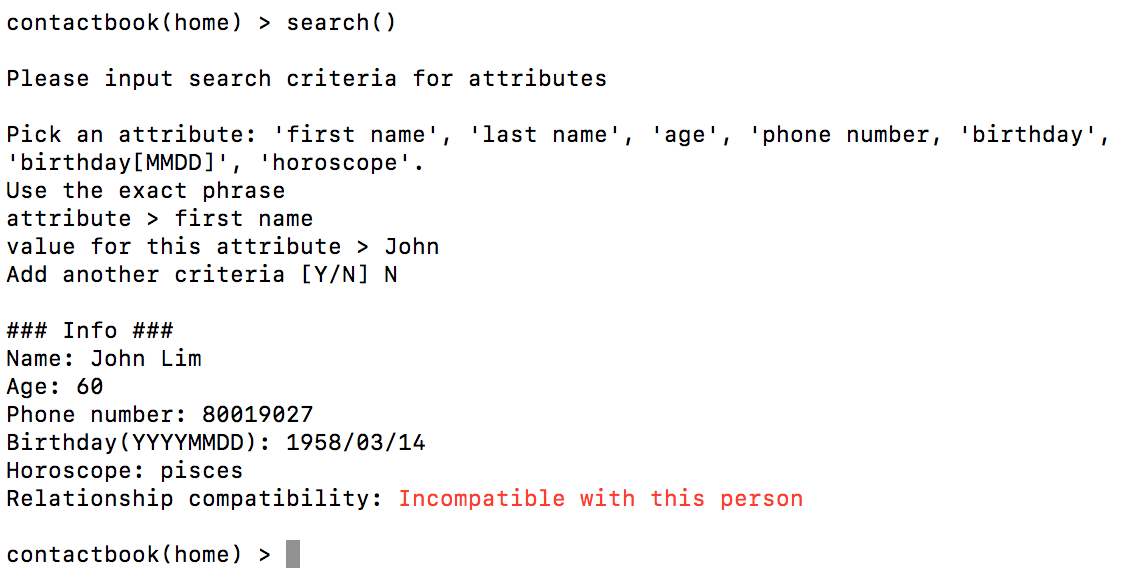 contactbook(home) > search()
Please input search criteria for attributes
Pick an attribute: 'first name', 'last name', 'age', 'phone number, 'birthday',
'birthday[MMDD]', 'horoscope'.
Use the exact phrase
attribute > first name
value for this attribute > John
Add another criteria [Y/N] N
### Info ###
Name: John Lim
Age: 60
Phone number: 80019027
Birthday(YYYYMMDD): 1958/03/14
Horoscope: pisces
Relationship compatibility: Incompatible with this person
contactbook(home) >